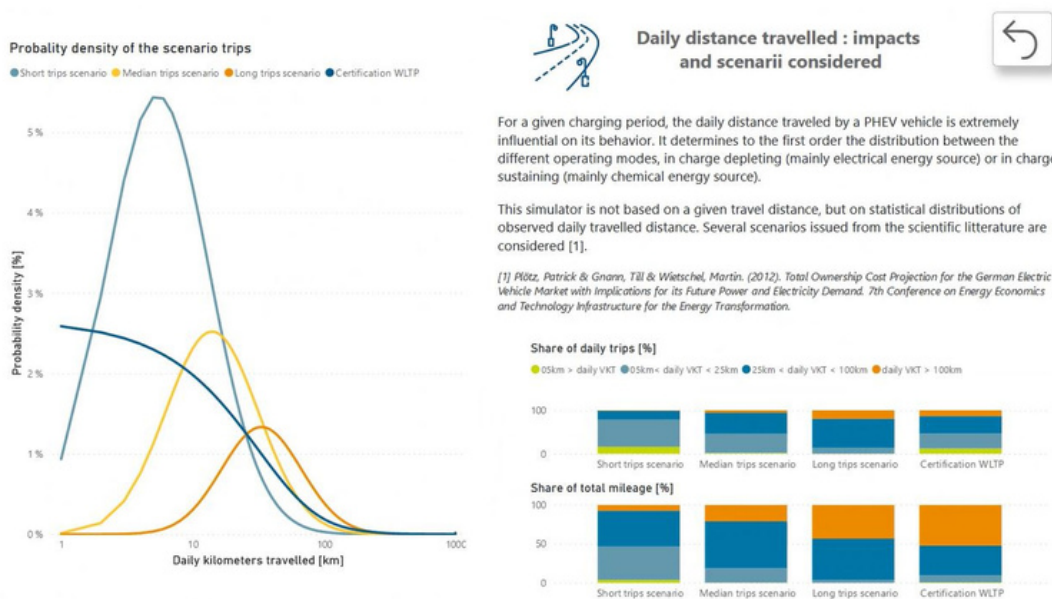 Probality density of the scenario trips
Short trips scenario Median trips scenario Long trips scenario Certification WLTP
Probability density [%]
5 %
4 %
3 %
2 %
1 %
0 %
1 10 100 1000
Daily kilometers travelled [km]
Daily distance travelled : impacts
and scenarii considered
For a given charging period, the daily distance traveled by a PHEV vehicle is extremely
influential on its behavior. It determines to the first order the distribution between the
different operating modes, in charge depleting (mainly electrical energy source) or in charge
sustaining (mainly chemical energy source).
This simulator is not based on a given travel distance, but on statistical distributions of
observed daily travelled distance. Several scenarios issued from the scientific litterature are
considered [1].
[1] Plötz, Patrick & Gnann, Till & Wietschel, Martin. (2012). Total Ownership Cost Projection for the German Electric
Vehicle Market with Implications for its Future Power and Electricity Demand. 7th Conference on Energy Economics
and Technology Infrastructure for the Energy Transformation.
Share of daily trips [%]
05km > daily VKT 05km< daily VKT < 25km 25km < daily VKT < 100km daily VKT > 100km
100
0
Short trips scenario Median trips scenario Long trips scenario Certification WLTP
Share of total mileage [%]
100
50
0
Short trips scenario Median trips scenario Long trips scenario Certification WLTP